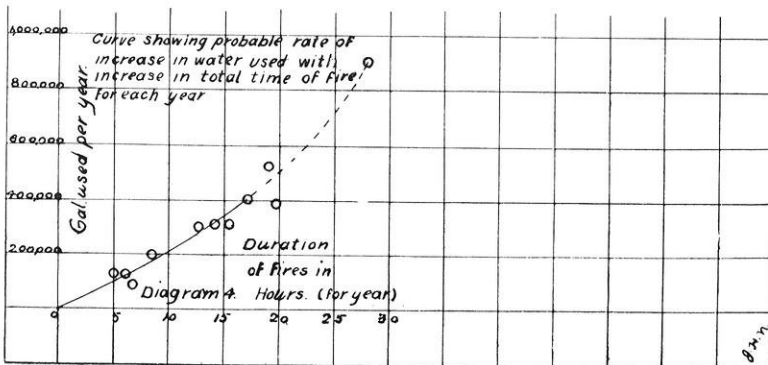 1,000,000
Curve showing probable rate of
increase in water used with
800,000
increase in total time of fire
for each year
Gal. used per year.
600,000
400,000
200,000
Duration
of fires in
Diagram 4. Hours. (for year)
0 5 10 15 20 25 30